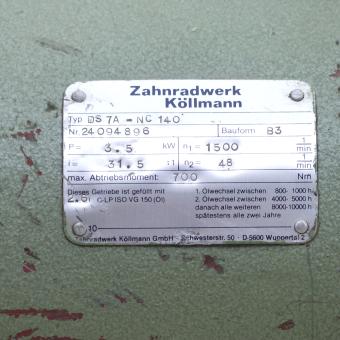 Zahnradwerk
Köllmann
Typ DS 7A - NC 140
Nr. 24 094 896 Bauform B3
P = 3.5 kW n1 = 1500 1/min
i = 31.5 :1 n2 = 48 1/min
max. Abtriebsmoment: 700 Nm
Dieses Getriebe ist gefüllt mit
C-LP ISO VG 150 (Öl)
1. Ölwechsel zwischen 800- 1000 h
2. Ölwechsel zwischen 4000- 5000 h
danach alle weiteren 8000-10000 h
spätestens alle zwei Jahre
10
Zahnradwerk Köllmann GmbH - Schwesterstr. 50 - D-5600 Wuppertal 2